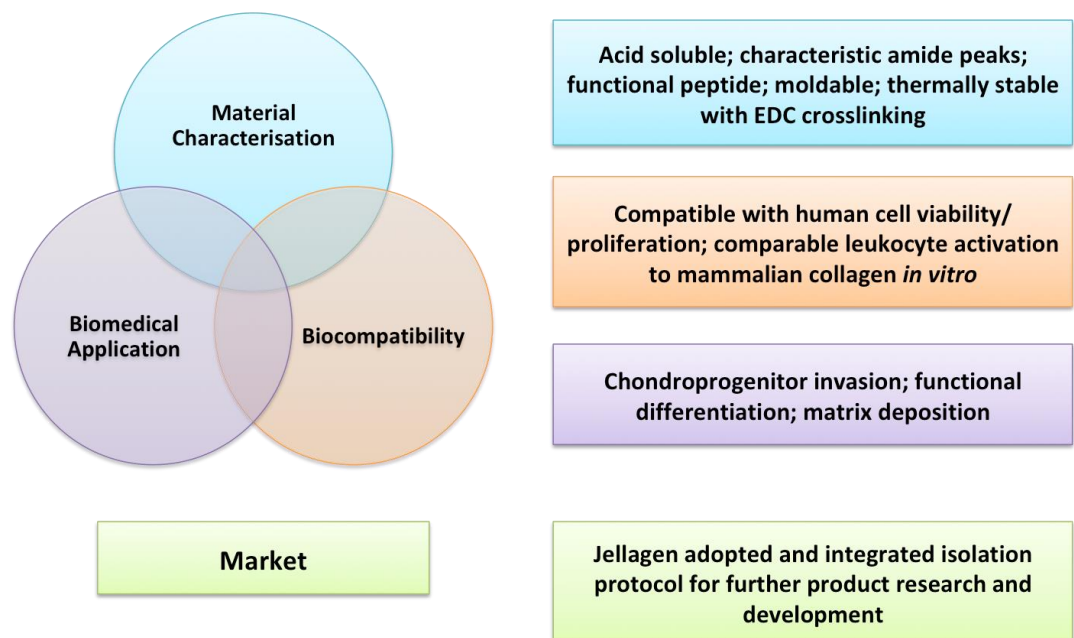 Material
Characterisation
Biomedical
Application
Biocompatibility
Acid soluble; characteristic amide peaks;
functional peptide; moldable; thermally stable
with EDC crosslinking
Compatible with human cell viability/
proliferation; comparable leukocyte activation
to mammalian collagen in vitro
Chondroprogenitor invasion; functional
differentiation; matrix deposition
Market
Jellagen adopted and integrated isolation
protocol for further product research and
development